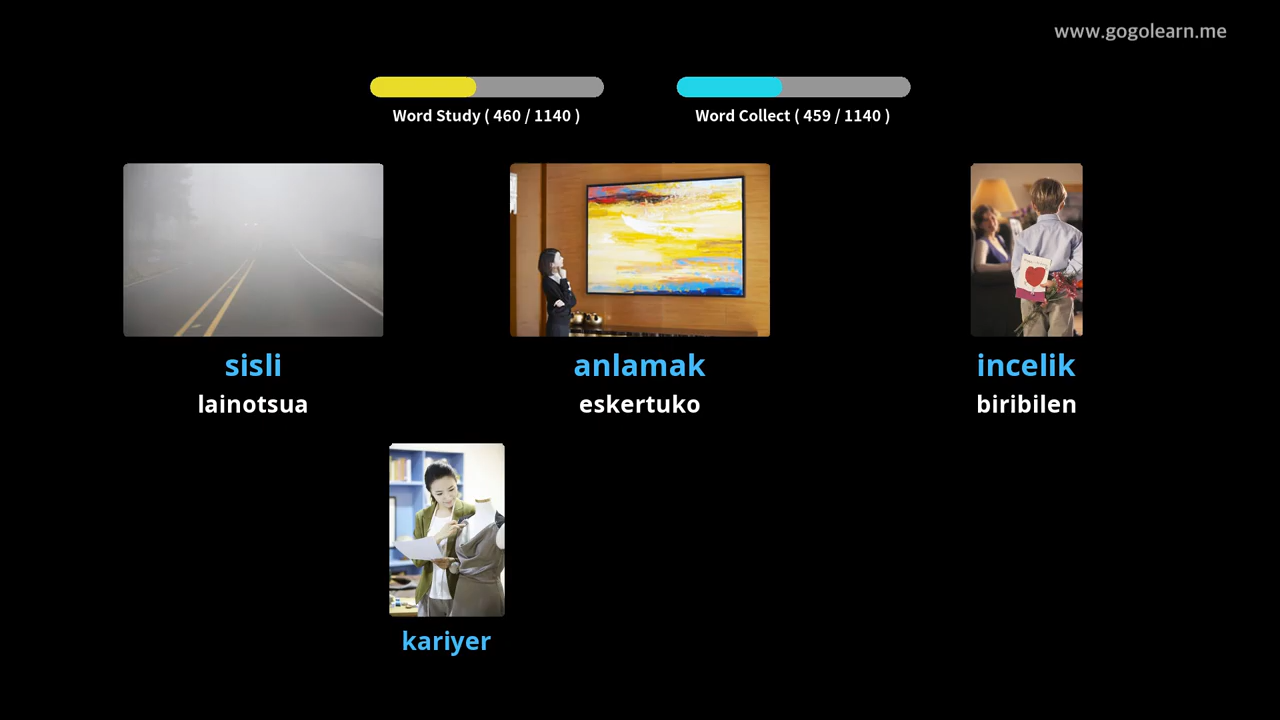 www.gogolearn.me
Word Study ( 460 / 1140 )
Word Collect ( 459 / 1140 )
sisli
lainotsua
anlamak
eskertuko
incelik
biribilen
kariyer